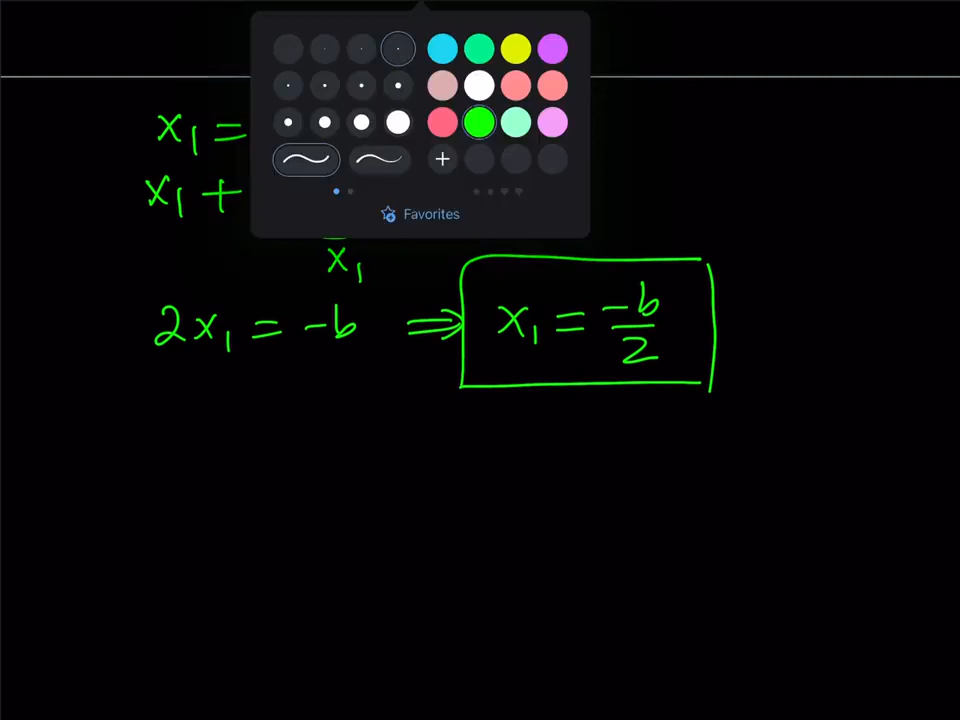 x₁ =
x₁ +
Favorites
x₁
2x₁ = -b ⇒ x₁ = -b/2